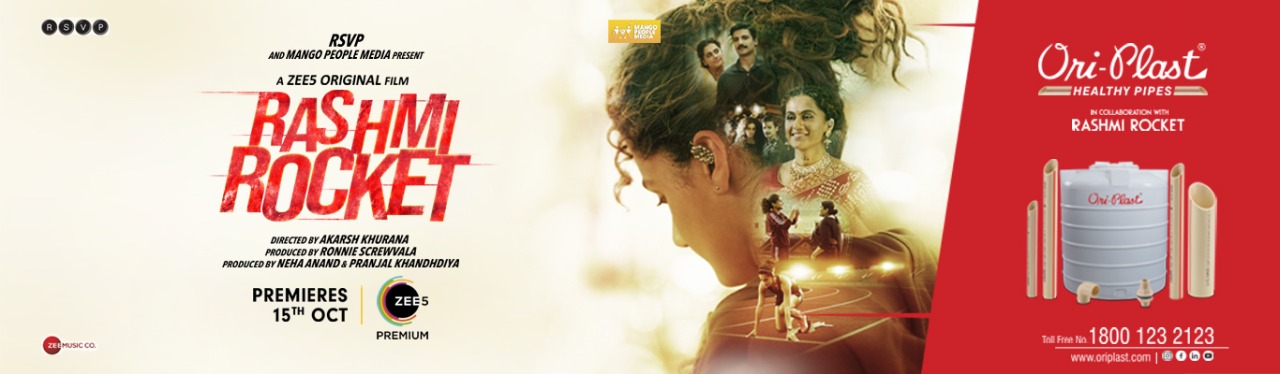 R S V P
RSVP
AND MANGO PEOPLE MEDIA PRESENT
A ZEE5 ORIGINAL FILM
RASHMI
ROCKET
DIRECTED BY AKARSH KHURANA
PRODUCED BY RONNIE SCREWVALA
PRODUCED BY NEHA ANAND & PRANJAL KHANDHDIYA
PREMIERES
15TH OCT
ZEE5
PREMIUM
ZEE MUSIC CO.
MANGO
PEOPLE
MEDIA
Ori-Plast®
HEALTHY PIPES
IN COLLABORATION WITH
RASHMI ROCKET
Ori-Plast
Toll Free No. 1800 123 2123
www.oriplast.com |